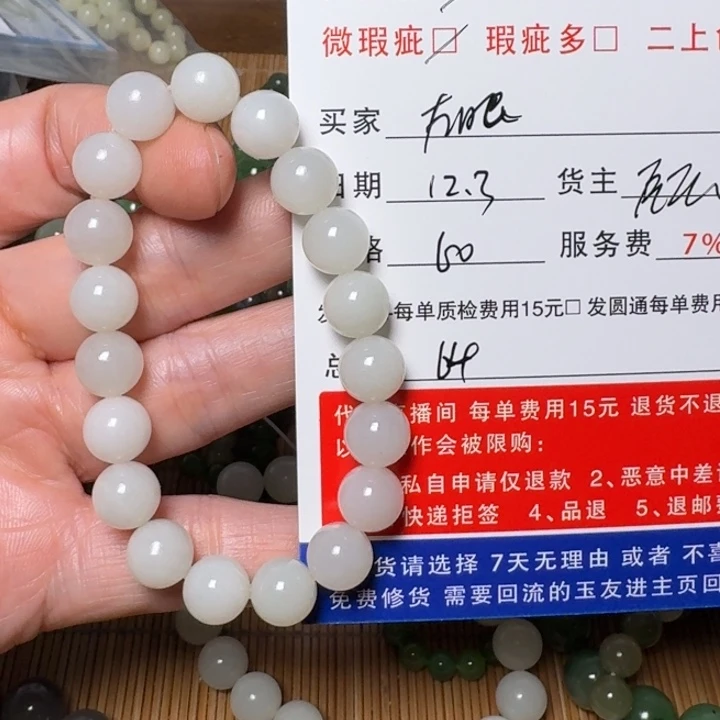 微瑕疵□ 瑕疵多□ 二上
买家
日期 12.3 货主
格 60 服务费 7%
发 每单质检费用15元□ 发圆通每单费用
总 64
代 播间 每单费用15元 退货不退
以 作会被限购：
私自申请仅退款 2、恶意中差
快递拒签 4、品退 5、退邮
货请选择 7天无理由 或者 不喜
免费修货 需要回流的玉友进主页回